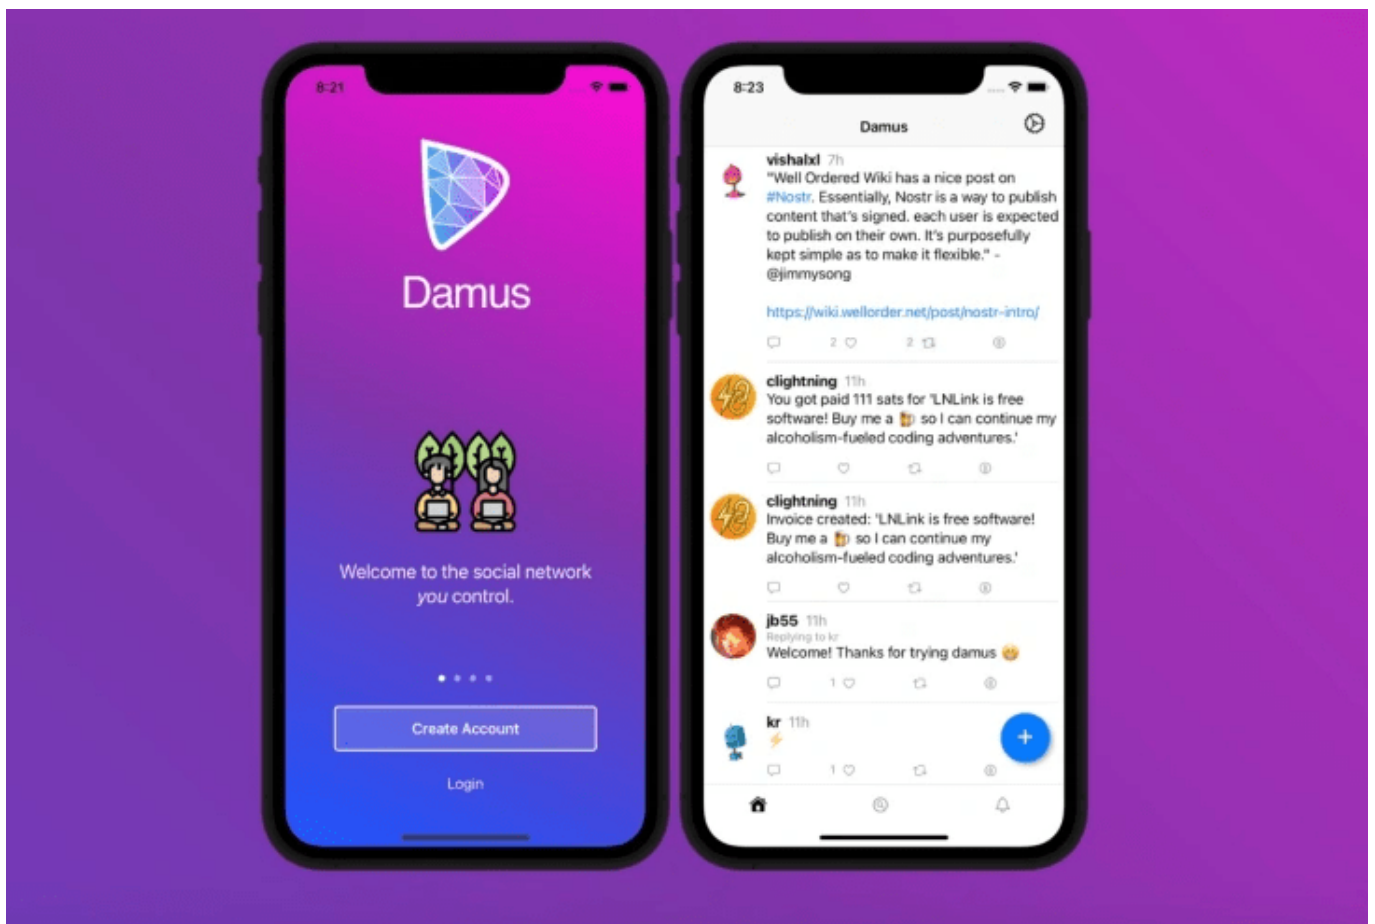 8:21
Damus
Welcome to the social network
you control.
Create Account
Login
8:23
Damus
vishalxl 7h
"Well Ordered Wiki has a nice post on
#Nostr. Essentially, Nostr is a way to publish
content that's signed. each user is expected
to publish on their own. It's purposefully
kept simple as to make it flexible." -
@jimmysong
https://wiki.wellorder.net/post/nostr-intro/
2 2
clightning 11h
You got paid 111 sats for 'LNLink is free
software! Buy me a 🍺 so I can continue my
alcoholism-fueled coding adventures.'
clightning 11h
Invoice created: 'LNLink is free software!
Buy me a 🍺 so I can continue my
alcoholism-fueled coding adventures.'
jb55 11h
Replying to kr
Welcome! Thanks for trying damus 😁
1
kr 11h
⚡
1